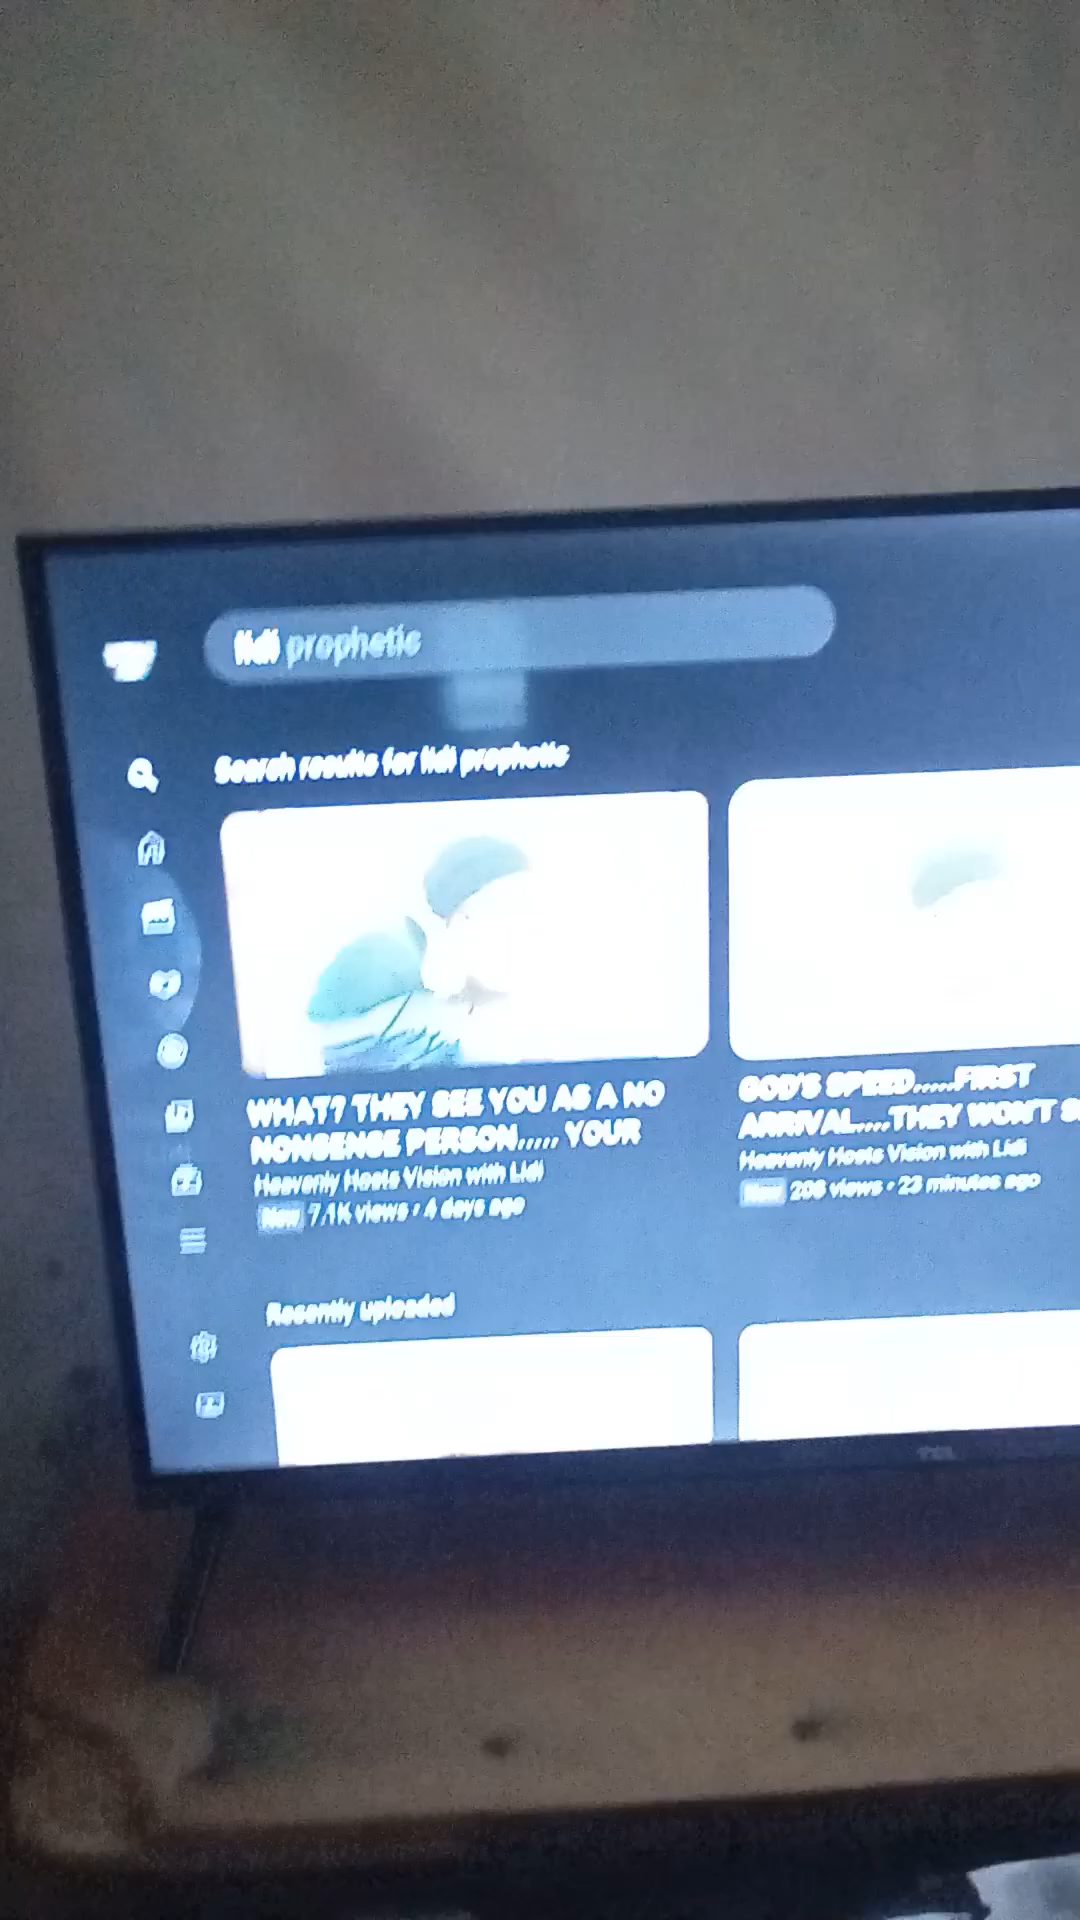 lidi prophetic
Search results for lidi prophetic
WHAT? THEY SEE YOU AS A NO
NONSENSE PERSON..... YOUR
Heavenly Hosts Vision with Lidi
New 7.1K views • 4 days ago
GOD'S SPEED.....FIRST
ARRIVAL....THEY WON'T
Heavenly Hosts Vision with Lidi
New 206 views • 23 minutes ago
Recently uploaded
TCL